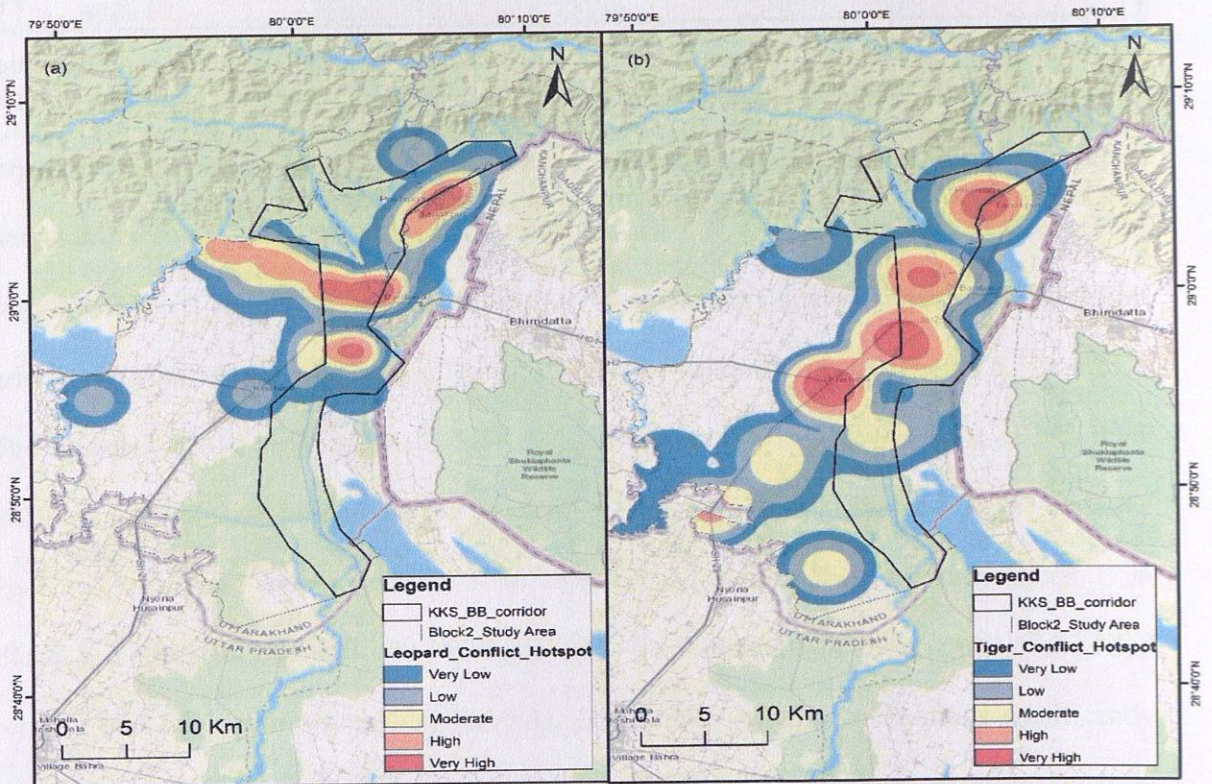 79°50'0"E
80°0'0"E
80°10'0"E
79°50'0"E
80°0'0"E
80°10'0"E
(a)
N
(b)
N
29°10'0"N
29°10'0"N
KANCHANPUR
NEPAL
KANCHANPUR
NEPAL
29°0'0"N
29°0'0"N
Bhimdatta
Bhimdatta
Royal
Shuklaphanta
Wildlife
Reserve
Royal
Shuklaphanta
Wildlife
Reserve
28°50'0"N
28°50'0"N
Husainpur
UTTARAKHAND
UTTAR PRADESH
UTTARAKHAND
UTTAR PRADESH
Legend
KKS_BB_corridor
Block2_Study Area
Leopard_Conflict_Hotspot
Very Low
Low
Moderate
High
Very High
Legend
KKS_BB_corridor
Block2_Study Area
Tiger_Conflict_Hotspot
Very Low
Low
Moderate
High
Very High
28°40'0"N
28°40'0"N
0 5 10 Km
0 5 10 Km
Village Bahra